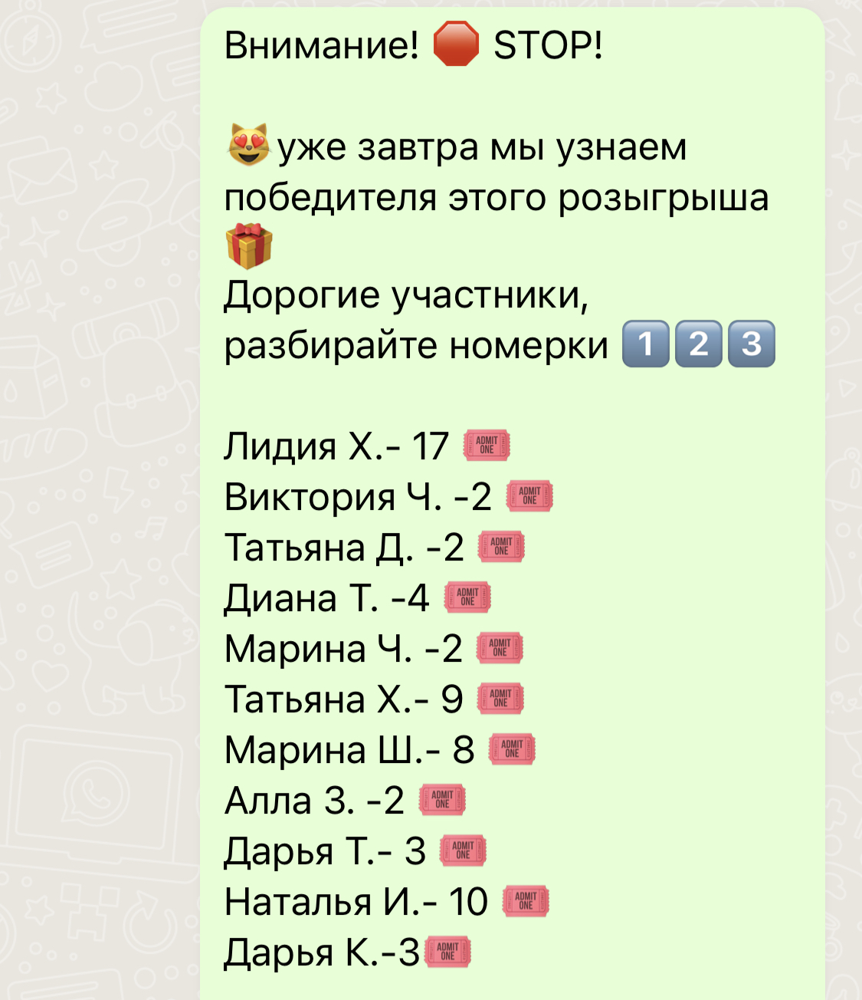 Внимание! 🛑 STOP!
😻уже завтра мы узнаем
победителя этого розыгрыша
🎁
Дорогие участники,
разбирайте номерки 1️⃣2️⃣3️⃣
Лидия Х.- 17 🎟
Виктория Ч. -2 🎟
Татьяна Д. -2 🎟
Диана Т. -4 🎟
Марина Ч. -2 🎟
Татьяна Х.- 9 🎟
Марина Ш.- 8 🎟
Алла З. -2 🎟
Дарья Т.- 3 🎟
Наталья И.- 10 🎟
Дарья К.-3🎟